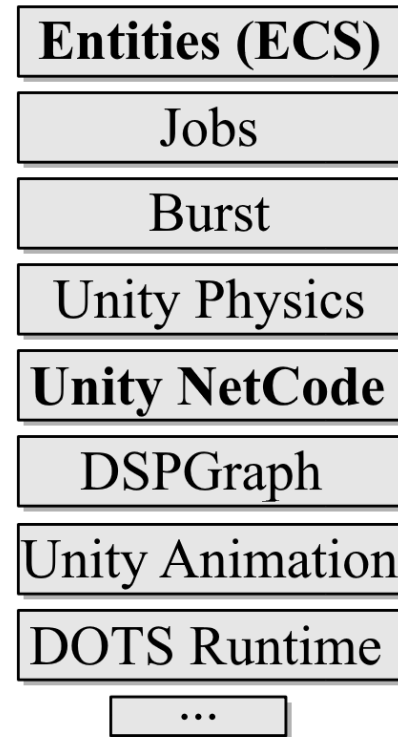 Entities (ECS)
Jobs
Burst
Unity Physics
Unity NetCode
DSPGraph
Unity Animation
DOTS Runtime
...